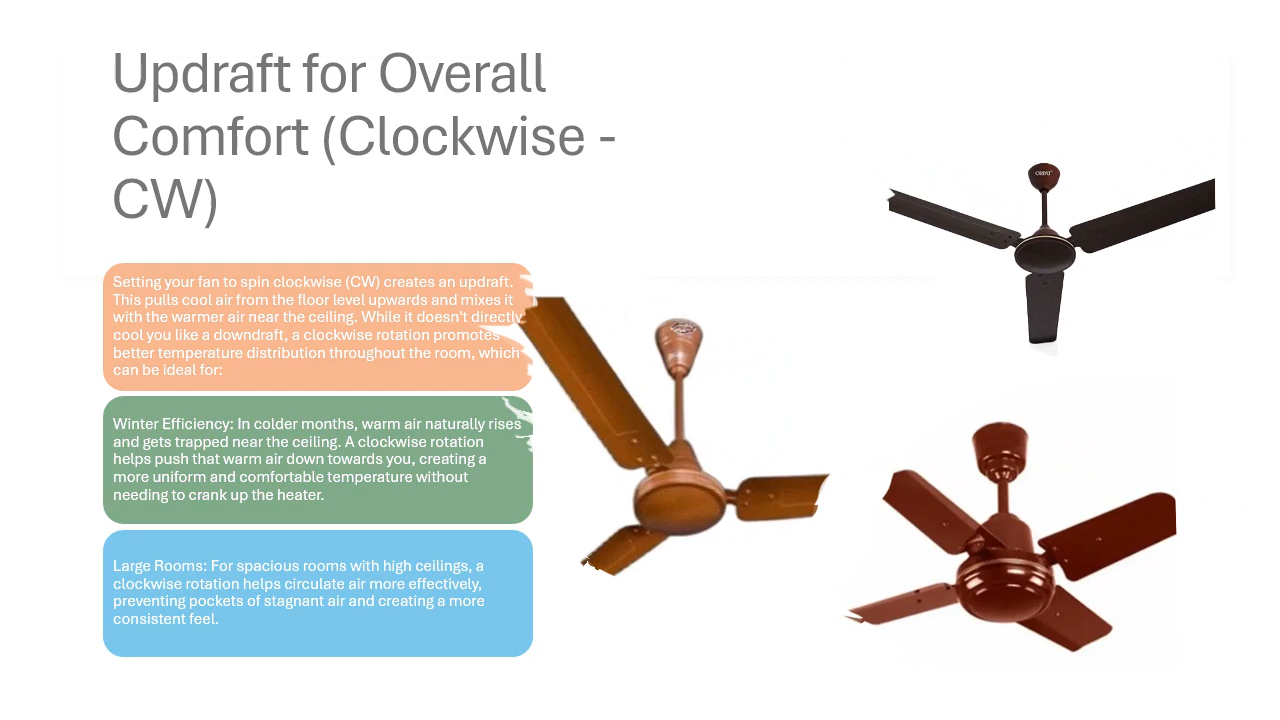 Updraft for Overall
Comfort (Clockwise -
CW)
ORPAT
Setting your fan to spin clockwise (CW) creates an updraft.
This pulls cool air from the floor level upwards and mixes it
with the warmer air near the ceiling. While it doesn't directly
cool you like a downdraft, a clockwise rotation promotes
better temperature distribution throughout the room, which
can be ideal for:
Winter Efficiency: In colder months, warm air naturally rises
and gets trapped near the ceiling. A clockwise rotation
helps push that warm air down towards you, creating a
more uniform and comfortable temperature without
needing to crank up the heater.
Large Rooms: For spacious rooms with high ceilings, a
clockwise rotation helps circulate air more effectively,
preventing pockets of stagnant air and creating a more
consistent feel.